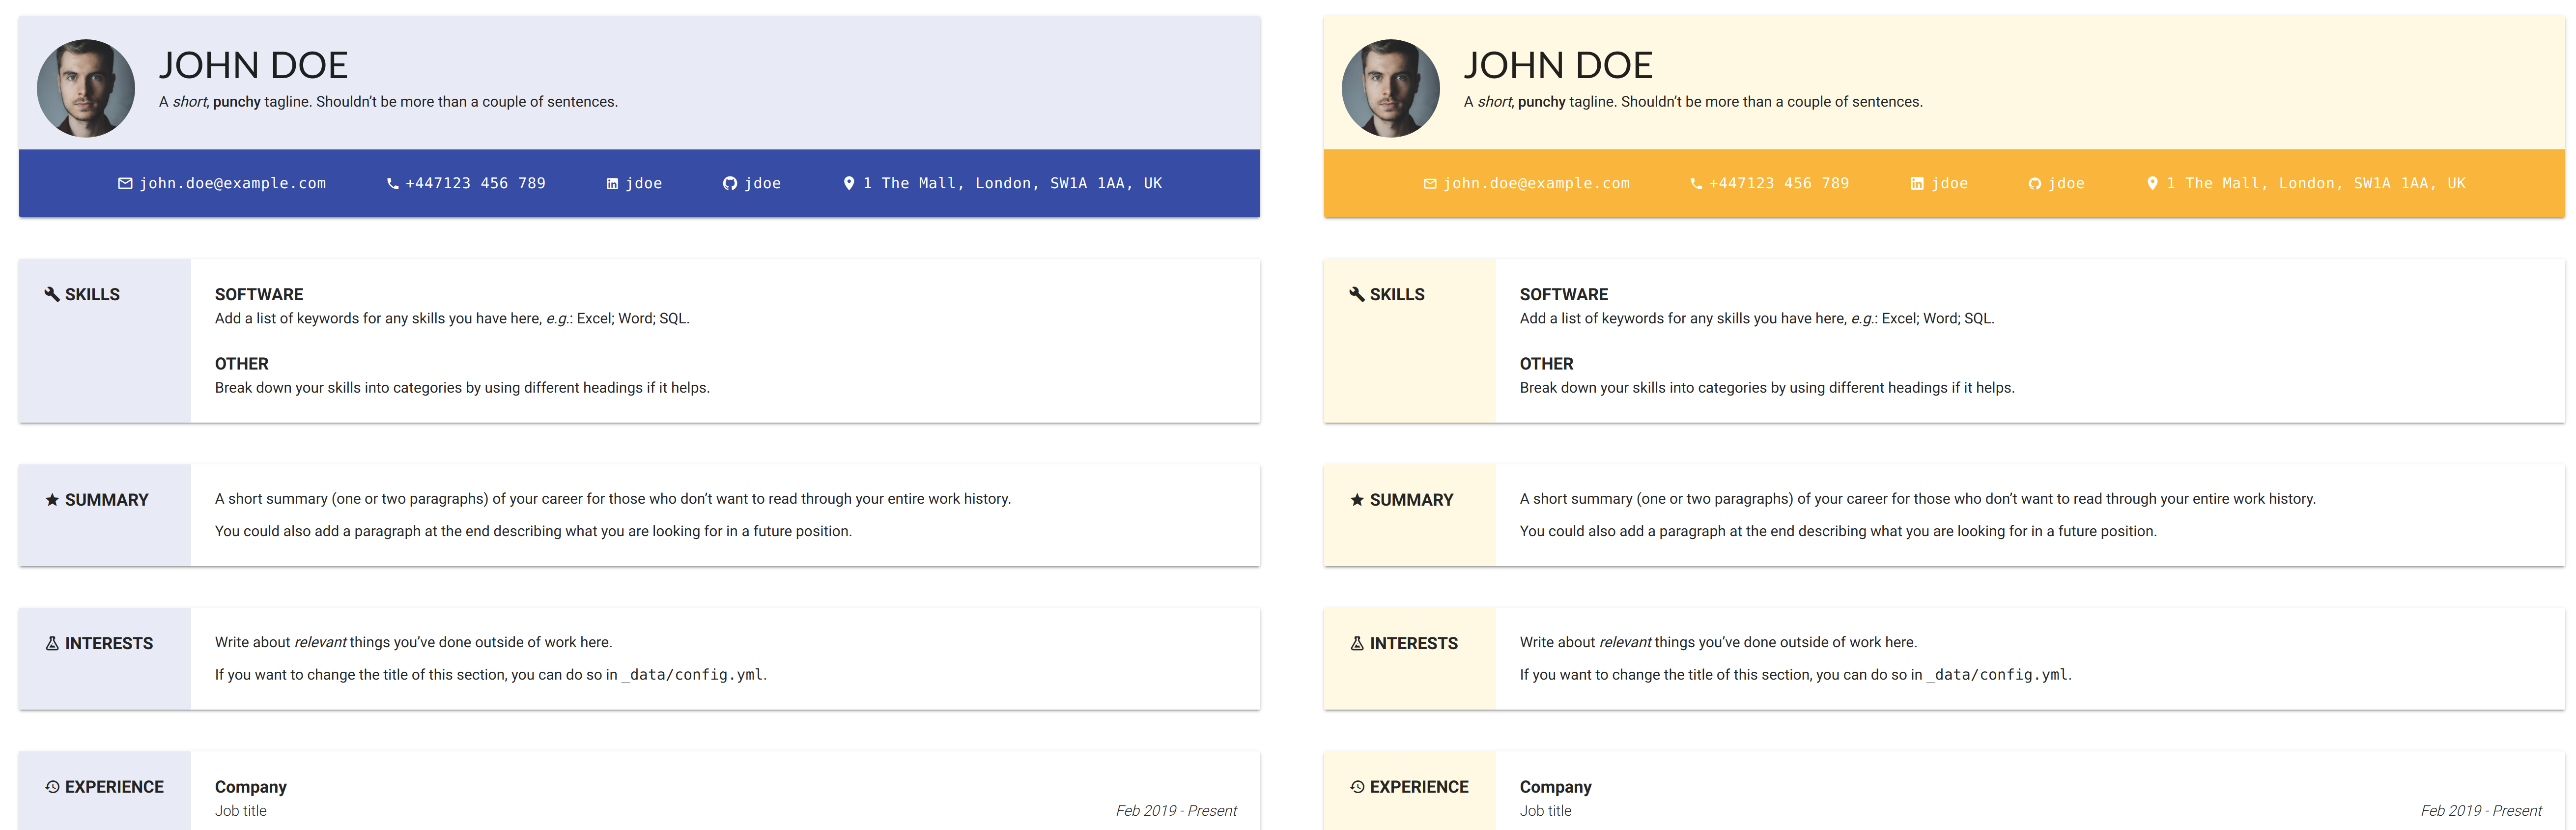 JOHN DOE
A short, punchy tagline. Shouldn't be more than a couple of sentences.
john.doe@example.com +447123 456 789 jdoe jdoe 1 The Mall, London, SW1A 1AA, UK
SKILLS
SOFTWARE
Add a list of keywords for any skills you have here, e.g.: Excel; Word; SQL.
OTHER
Break down your skills into categories by using different headings if it helps.
SUMMARY
A short summary (one or two paragraphs) of your career for those who don't want to read through your entire work history.
You could also add a paragraph at the end describing what you are looking for in a future position.
INTERESTS
Write about relevant things you've done outside of work here.
If you want to change the title of this section, you can do so in _data/config.yml.
EXPERIENCE
Company
Job title Feb 2019 - Present
JOHN DOE
A short, punchy tagline. Shouldn't be more than a couple of sentences.
john.doe@example.com +447123 456 789 jdoe jdoe 1 The Mall, London, SW1A 1AA, UK
SKILLS
SOFTWARE
Add a list of keywords for any skills you have here, e.g.: Excel; Word; SQL.
OTHER
Break down your skills into categories by using different headings if it helps.
SUMMARY
A short summary (one or two paragraphs) of your career for those who don't want to read through your entire work history.
You could also add a paragraph at the end describing what you are looking for in a future position.
INTERESTS
Write about relevant things you've done outside of work here.
If you want to change the title of this section, you can do so in _data/config.yml.
EXPERIENCE
Company
Job title Feb 2019 - Present